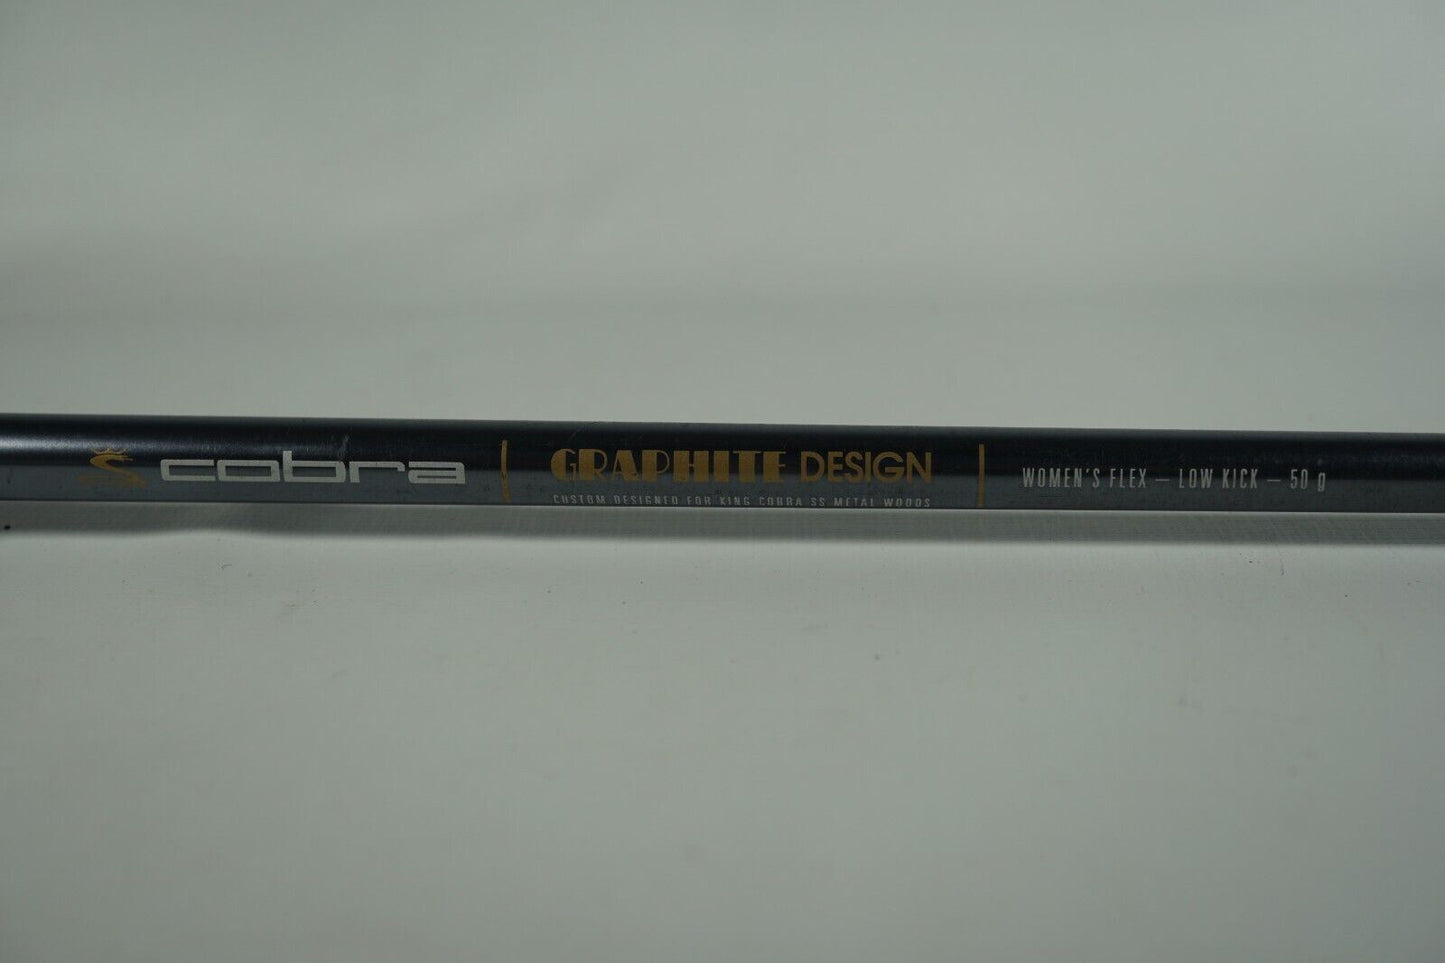 cobra
GRAPHITE DESIGN
CUSTOM DESIGNED FOR KING COBRA SS METAL WOODS
WOMEN'S FLEX – LOW KICK – 50 g